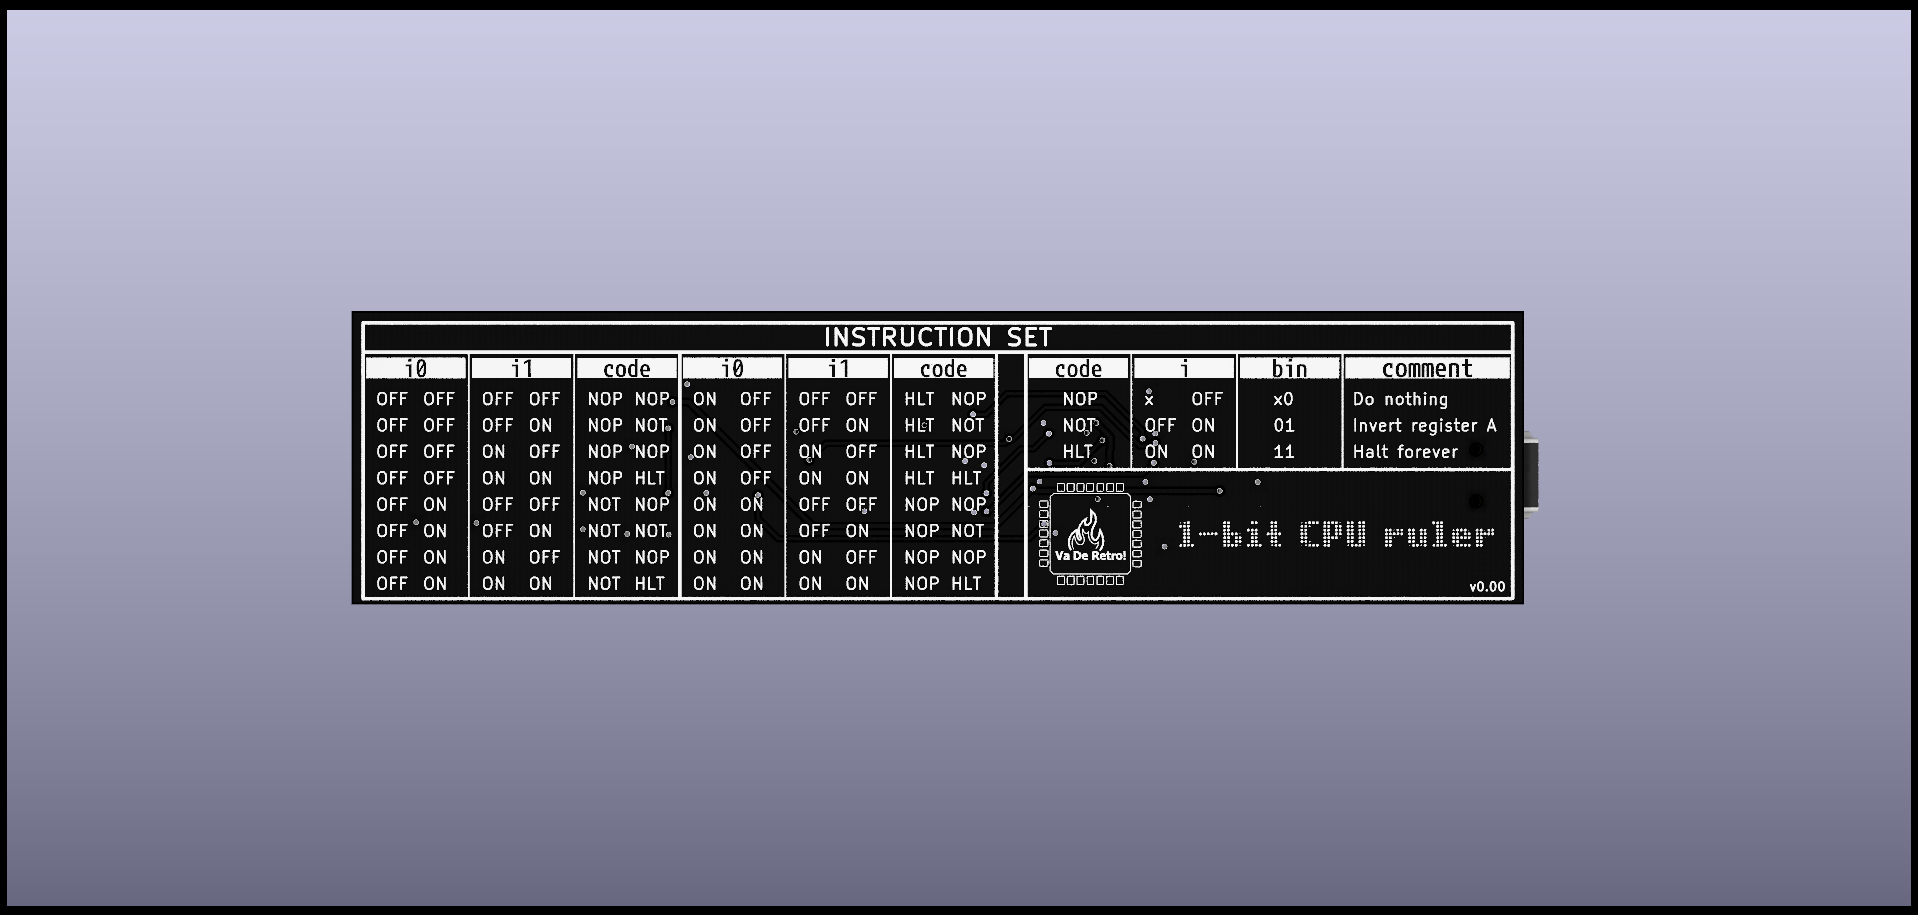 INSTRUCTION SET
i0 i1 code i0 i1 code code i bin comment
OFF OFF OFF OFF NOP NOP ON OFF OFF OFF HLT NOP NOP x OFF x0 Do nothing
OFF OFF OFF ON NOP NOT ON OFF OFF ON HLT NOT NOT OFF ON 01 Invert register A
OFF OFF ON OFF NOP NOP ON OFF ON OFF HLT NOP HLT ON ON 11 Halt forever
OFF OFF ON ON NOP HLT ON OFF ON ON HLT HLT
OFF ON OFF OFF NOT NOP ON ON OFF OFF NOP NOP
OFF ON OFF ON NOT NOT ON ON OFF ON NOP NOT
OFF ON ON OFF NOT NOP ON ON ON OFF NOP NOP
OFF ON ON ON NOT HLT ON ON ON ON NOP HLT
Va De Retro!
1-bit CPU ruler
v0.00